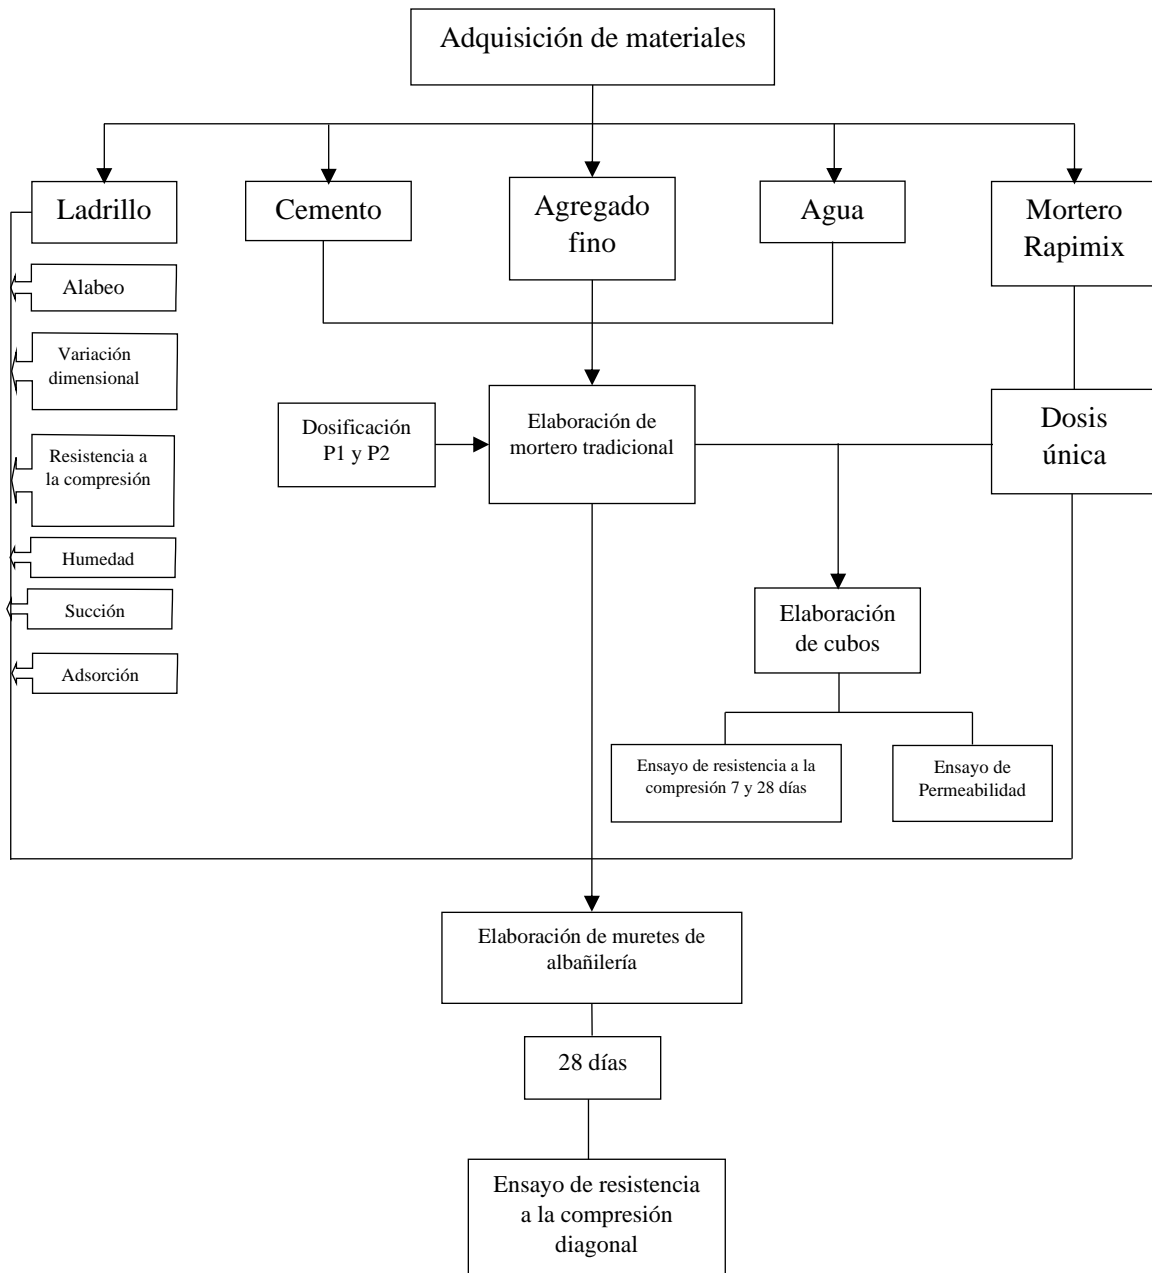 Adquisición de materiales
Ladrillo
Cemento
Agregado
fino
Agua
Mortero
Rapimix
Alabeo
Variación
dimensional
Resistencia a
la compresión
Humedad
Succión
Adsorción
Dosificación
P1 y P2
Elaboración de
mortero tradicional
Dosis
única
Elaboración
de cubos
Ensayo de resistencia a la
compresión 7 y 28 días
Ensayo de
Permeabilidad
Elaboración de muretes de
albañilería
28 días
Ensayo de resistencia
a la compresión
diagonal